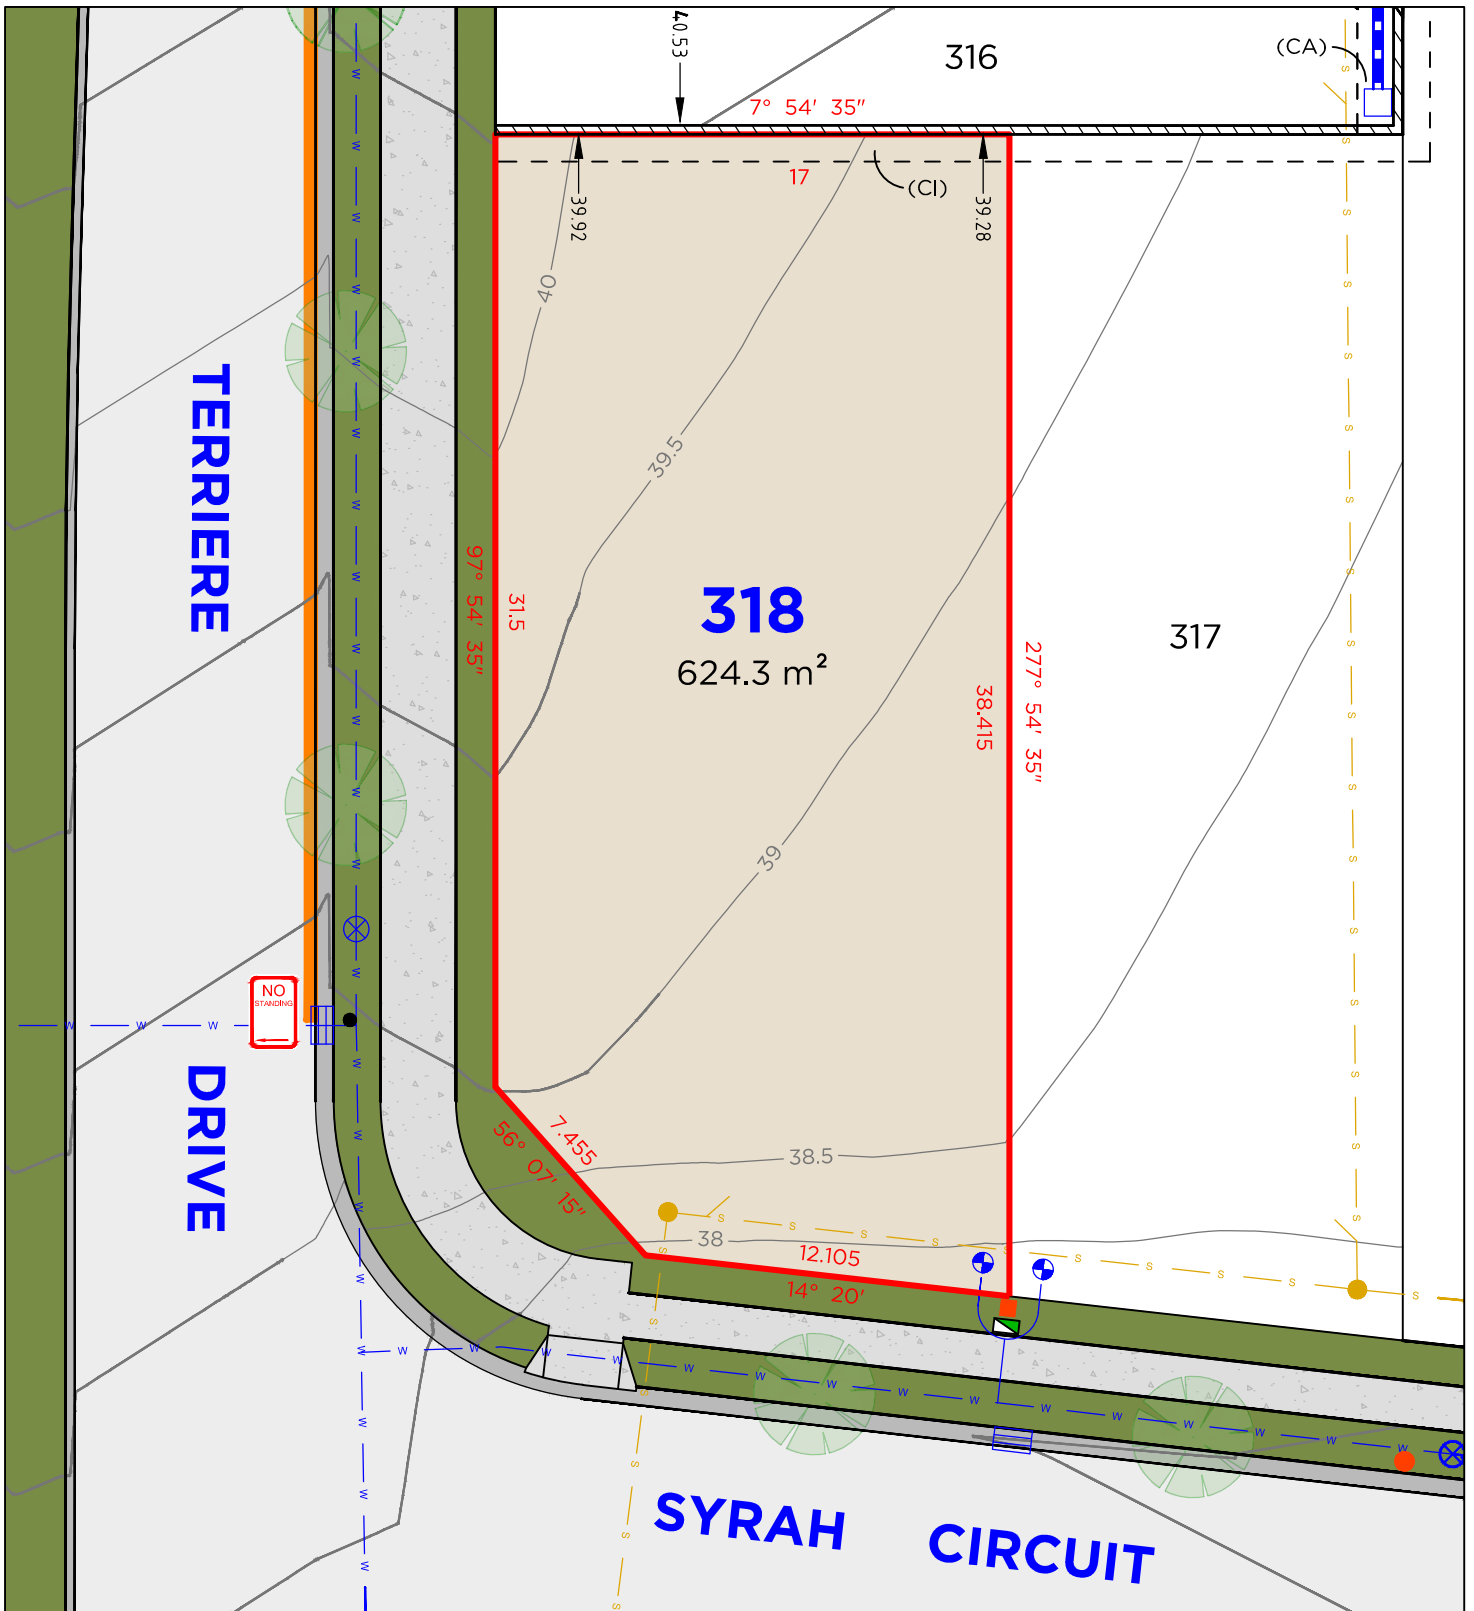 40.53
316
(CA)
7° 54' 35"
17
(CI)
39.92
39.28
40
39.5
TERRIERE
DRIVE
97° 54' 35"
31.5
318
624.3 m²
317
277° 54' 35"
38.415
39
NO
STANDING
7.455
56° 07' 15"
38.5
38
12.105
14° 20'
SYRAH CIRCUIT